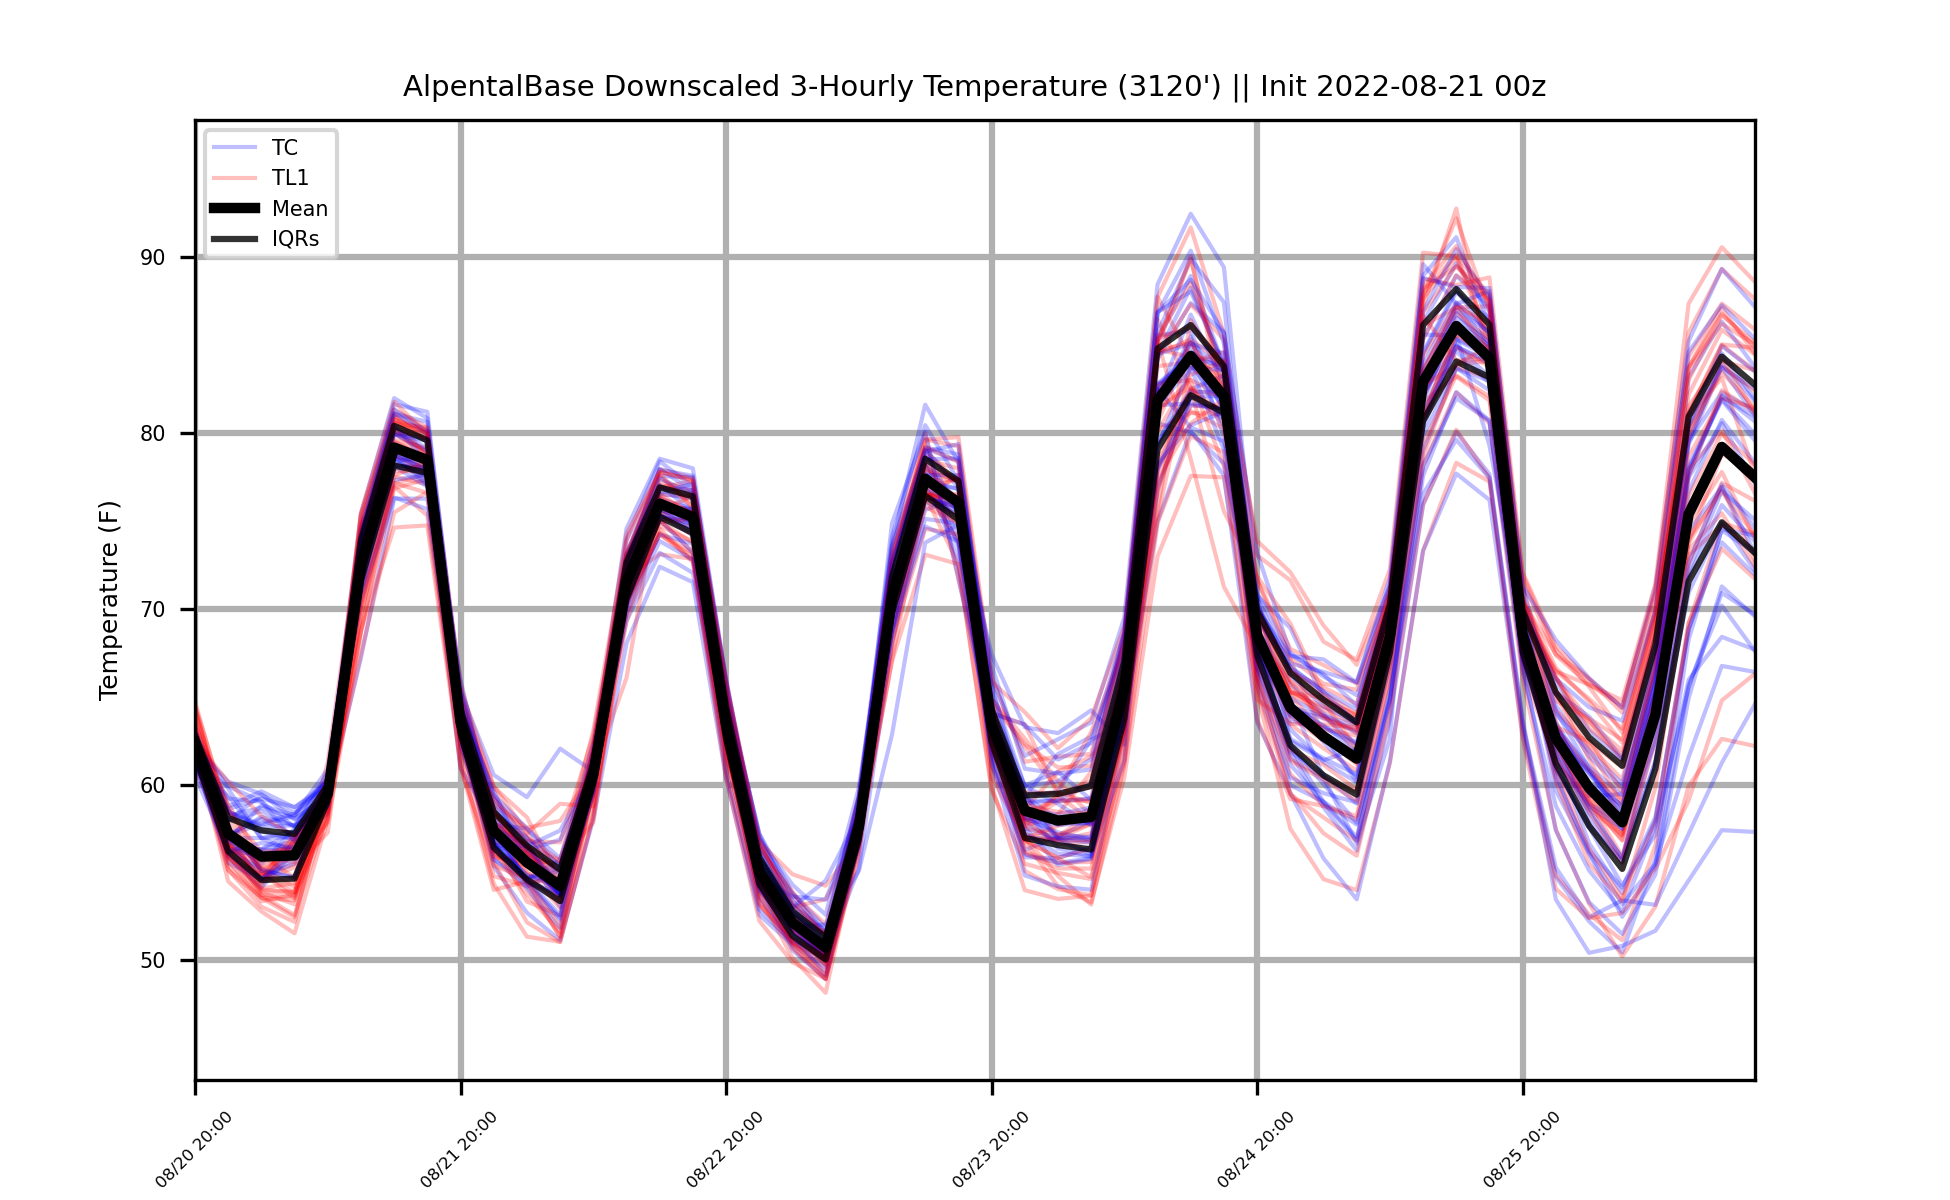 AlpentalBase Downscaled 3-Hourly Temperature (3120') || Init 2022-08-21 00z
TC
TL1
Mean
IQRs
Temperature (F)
90
80
70
60
50
08/20 20:00
08/21 20:00
08/22 20:00
08/23 20:00
08/24 20:00
08/25 20:00